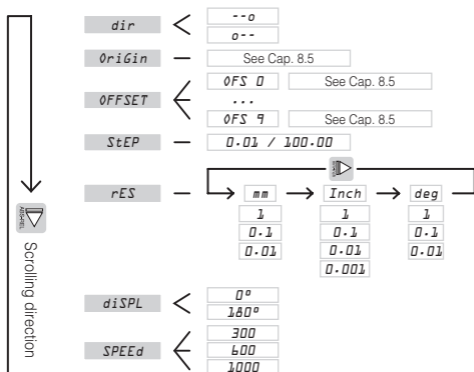 dir
--o
o--
OriGin
See Cap. 8.5
OFFSET
OFS 0 See Cap. 8.5
...
OFS 9 See Cap. 8.5
StEP
0.01 / 100.00
rES
mm Inch deg
1 1 1
0.1 0.1 0.1
0.01 0.01 0.01
0.001
diSPL
0°
180°
SPEEd
300
600
1000
Scrolling direction